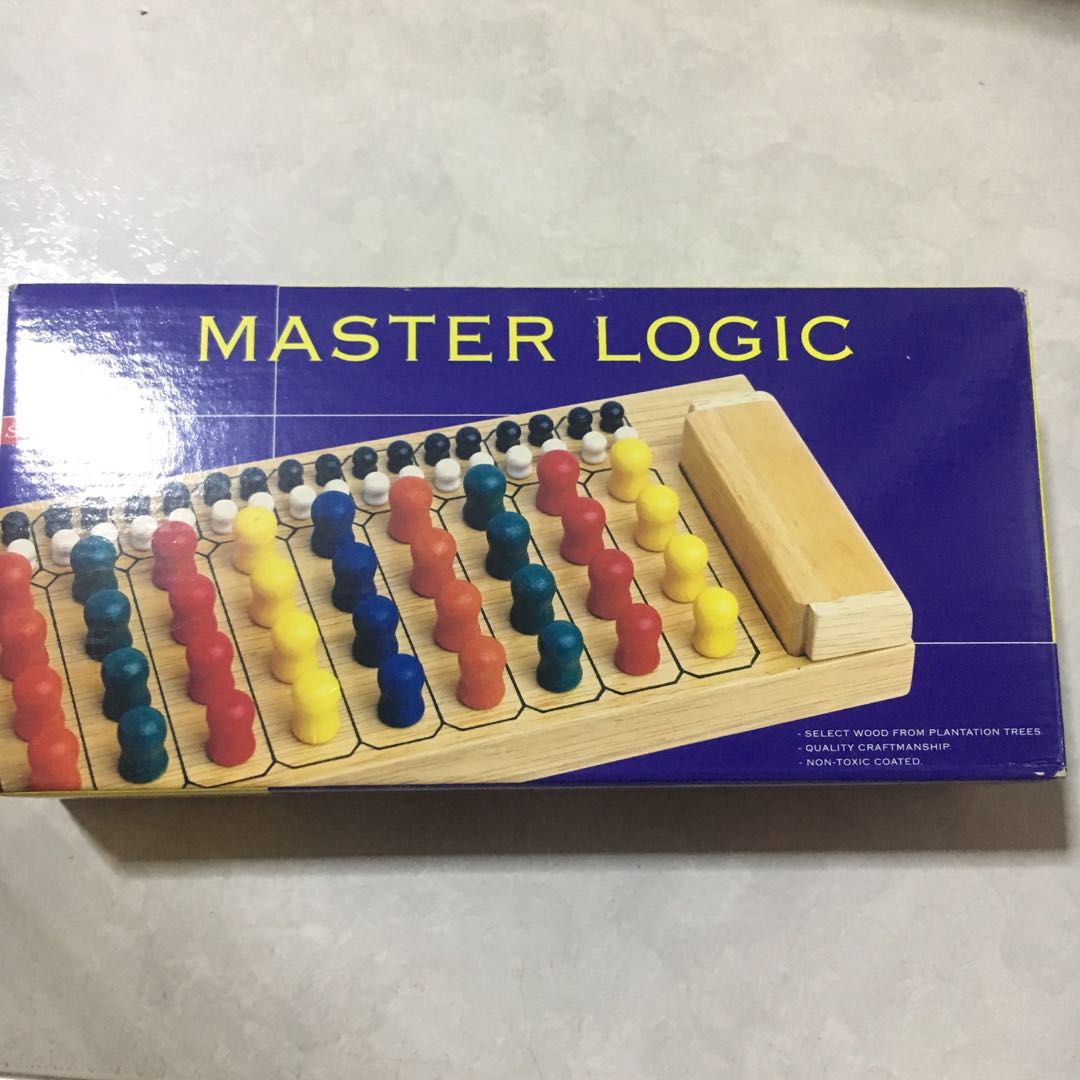 MASTER LOGIC
- SELECT WOOD FROM PLANTATION TREES.
- QUALITY CRAFTMANSHIP.
- NON-TOXIC COATED.